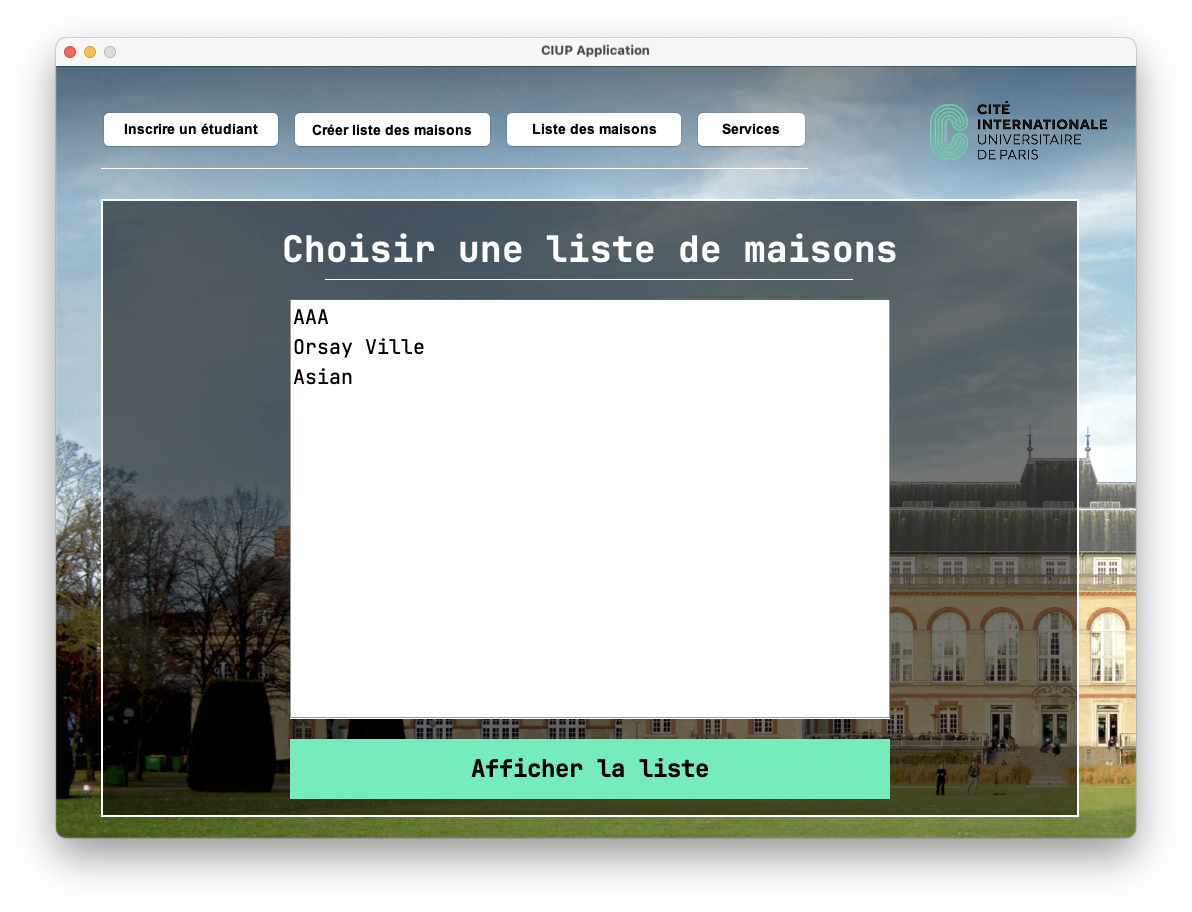 CIUP Application
Inscrire un étudiant
Créer liste des maisons
Liste des maisons
Services
CITÉ
INTERNATIONALE
UNIVERSITAIRE
DE PARIS
Choisir une liste de maisons
AAA
Orsay Ville
Asian
Afficher la liste